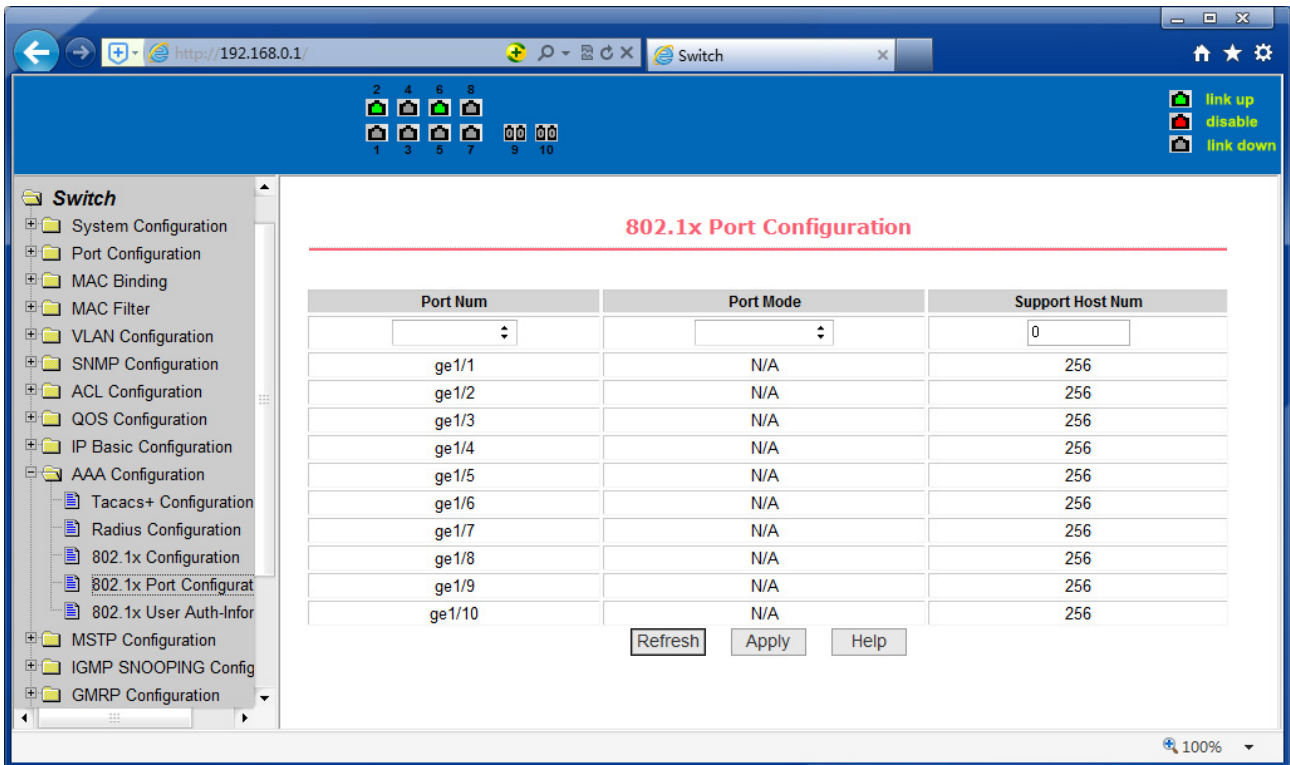 http://192.168.0.1/
Switch
2 4 6 8
1 3 5 7 9 10
link up
disable
link down
Switch
System Configuration
Port Configuration
MAC Binding
MAC Filter
VLAN Configuration
SNMP Configuration
ACL Configuration
QOS Configuration
IP Basic Configuration
AAA Configuration
Tacacs+ Configuration
Radius Configuration
802.1x Configuration
802.1x Port Configurat
802.1x User Auth-Infor
MSTP Configuration
IGMP SNOOPING Config
GMRP Configuration
802.1x Port Configuration
Port Num Port Mode Support Host Num
0
ge1/1 N/A 256
ge1/2 N/A 256
ge1/3 N/A 256
ge1/4 N/A 256
ge1/5 N/A 256
ge1/6 N/A 256
ge1/7 N/A 256
ge1/8 N/A 256
ge1/9 N/A 256
ge1/10 N/A 256
Refresh Apply Help
100%